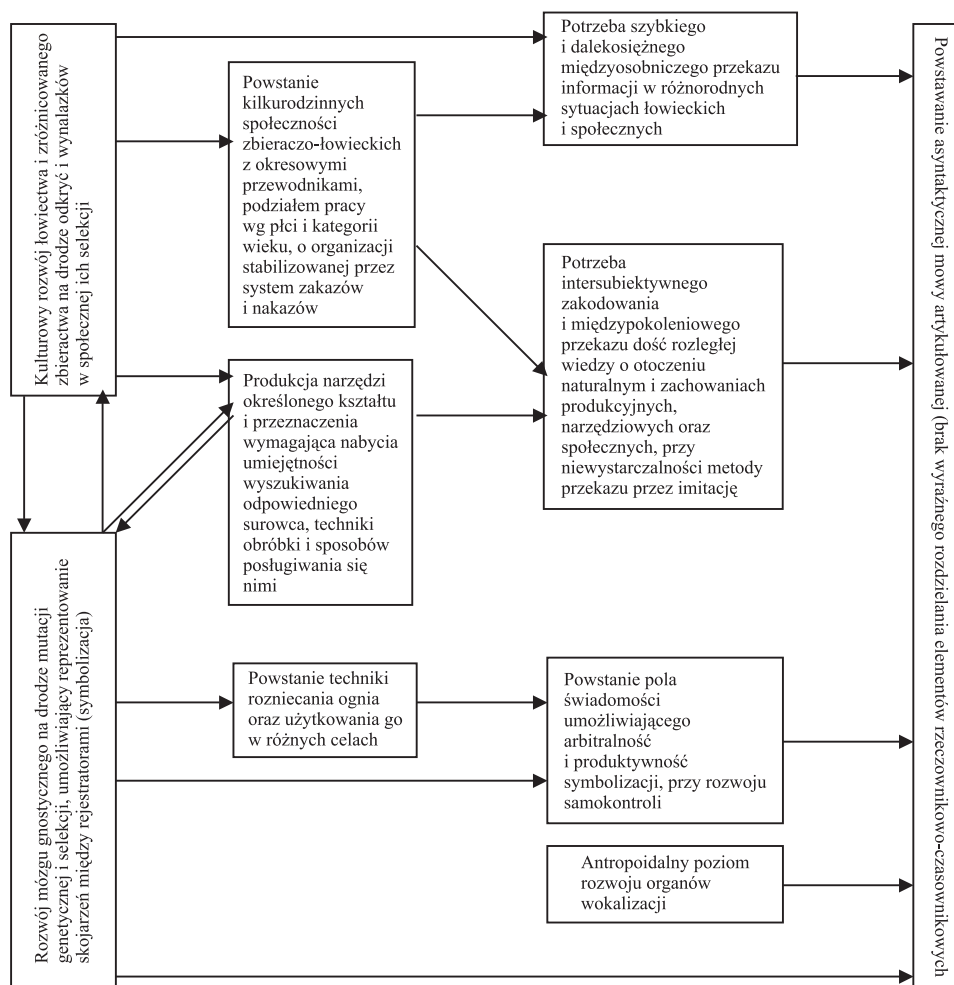 Kulturowy rozwój łowiectwa i zróżnicowanego
zbieractwa na drodze odkryć i wynalazków
w społecznej ich selekcji
Rozwój mózgu gnostycznego na drodze mutacji
genetycznej i selekcji, umożliwiający reprezentowanie
skojarzeń między rejestratorami (symbolizacja)
Powstanie
kilkurodzinnych
społeczności
zbieraczo-łowieckich
z okresowymi
przewodnikami,
podziałem pracy
wg płci i kategorii
wieku, o organizacji
stabilizowanej przez
system zakazów
i nakazów
Produkcja narzędzi
określonego kształtu
i przeznaczenia
wymagająca nabycia
umiejętności
wyszukiwania
odpowiedniego
surowca, techniki
obróbki i sposobów
posługiwania się
nimi
Powstanie techniki
rozniecania ognia
oraz użytkowania go
w różnych celach
Potrzeba szybkiego
i dalekosiężnego
międzyosobniczego przekazu
informacji w różnorodnych
sytuacjach łowieckich
i społecznych
Potrzeba
intersubiektywnego
zakodowania
i międzypokoleniowego
przekazu dość rozległej
wiedzy o otoczeniu
naturalnym i zachowaniach
produkcyjnych,
narzędziowych oraz
społecznych, przy
niewystarczalności metody
przekazu przez imitację
Powstanie pola
świadomości
umożliwiającego
arbitralność
i produktywność
symbolizacji, przy rozwoju
samokontroli
Antropoidalny poziom
rozwoju organów
wokalizacji
Powstawanie asyntaktycznej mowy artykułowanej (brak wyraźnego rozdzielania elementów rzeczownikowo-czasownikowych